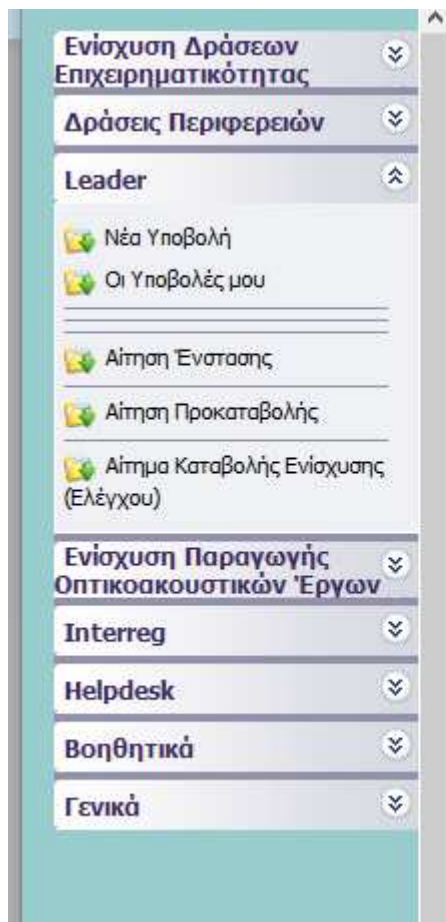 Ενίσχυση Δράσεων
Επιχειρηματικότητας
Δράσεις Περιφερειών
Leader
Νέα Υποβολή
Οι Υποβολές μου
Αίτηση Ένστασης
Αίτηση Προκαταβολής
Αίτημα Καταβολής Ενίσχυσης
(Ελέγχου)
Ενίσχυση Παραγωγής
Οπτικοακουστικών Έργων
Interreg
Helpdesk
Βοηθητικά
Γενικά